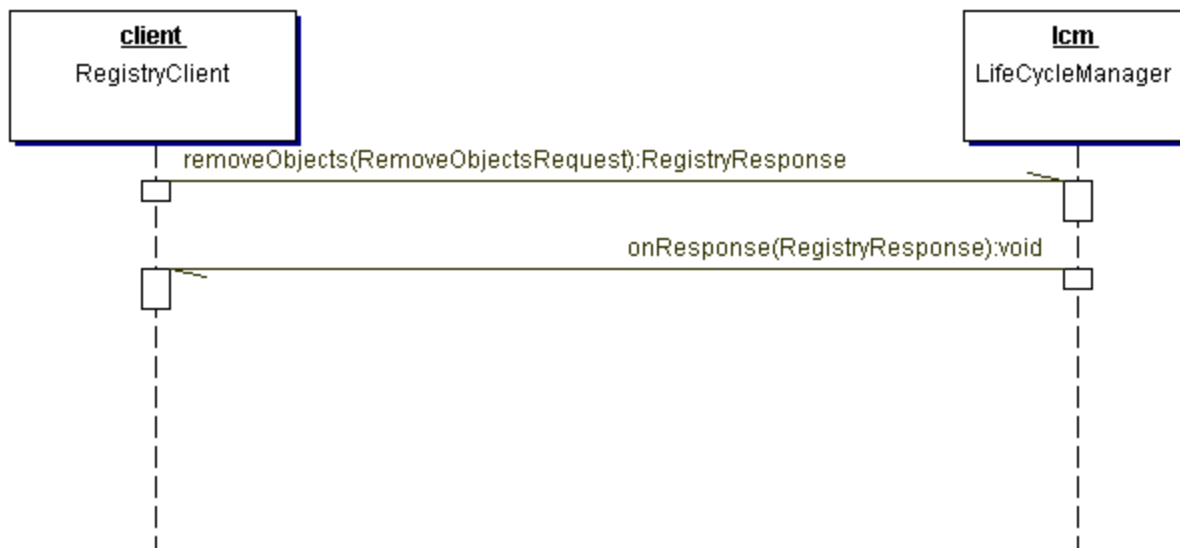 client
RegistryClient
lcm
LifeCycleManager
removeObjects(RemoveObjectsRequest):RegistryResponse
onResponse(RegistryResponse):void